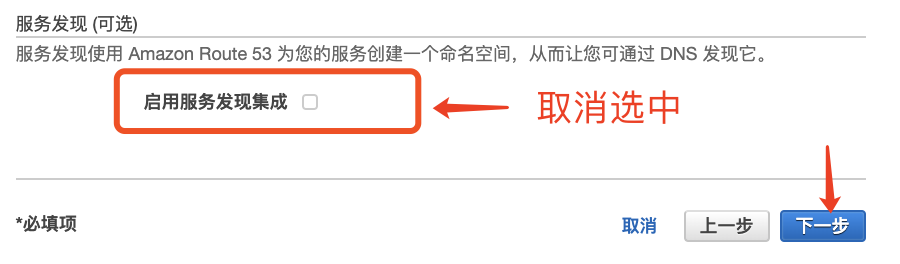 服务发现 (可选)
服务发现使用 Amazon Route 53 为您的服务创建一个命名空间，从而让您可通过 DNS 发现它。
启用服务发现集成
取消选中
*必填项
取消
上一步
下一步